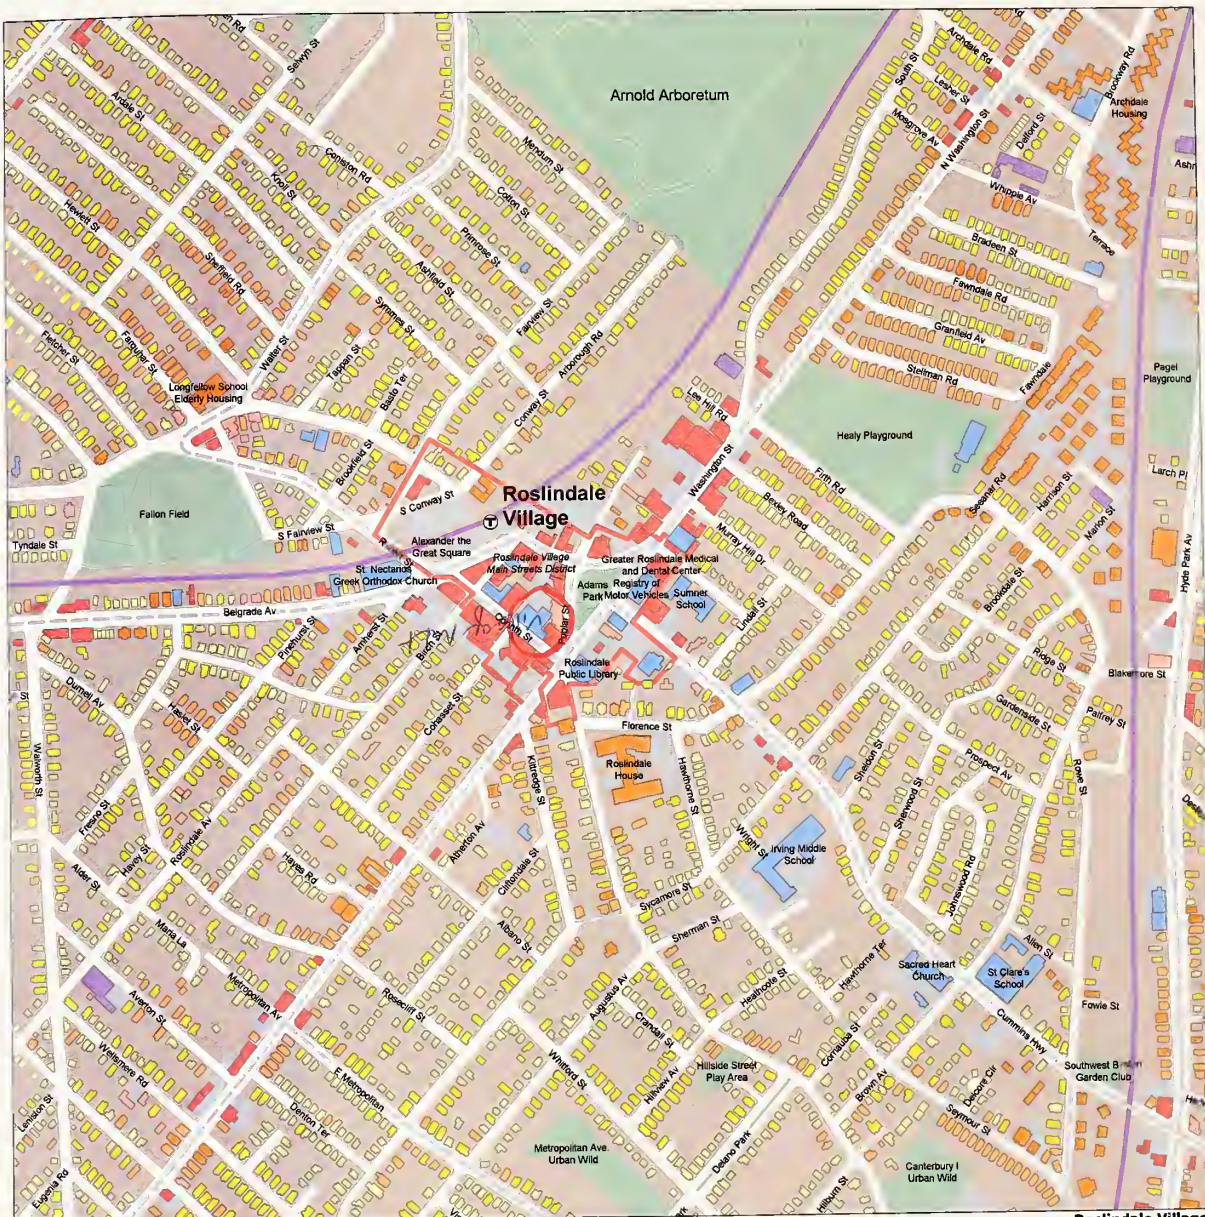 Selwyn St
Archdale Rd
South St
Lesher St
Brookway Rd
Arnold Arboretum
Ardale St
Mosgrove Av
N Washington St
Dalford St
Archdale
Housing
Mendum St
Coniston Rd
Knoll St
Cotton St
Whipple Av
Hewlett St
Primrose St
Terrace
Bradeen St
Sheffield Rd
Ashfield St
Fawndale Rd
Symmes St
Fairview St
Granfield Av
Fletcher St
Farquher St
Walter St
Tappan St
Arborough Rd
Stellman Rd
Fawndale
Pagel
Playground
Longfellow School
Elderly Housing
Basto Ter
Conway St
Lee Hill Rd
Healy Playground
Brookfield St
Washington St
Firth Rd
Larch Pl
Bexley Road
Seesnar Rd
Harrison St
Marion St
S Conway St
Roslindale
Village
T
Fallon Field
S Fairview St
Murray Hill Dr
Tyndale St
Alexander the
Great Square
Roslindale Village
Main Streets District
Greater Roslindale Medical
and Dental Center
Hyde Park Av
St. Nectarios
Greek Orthodox Church
Adams
Park
Registry of
Motor Vehicles
Sumner
School
Brooksdale St
Belgrade Av
Corinth St
Poplar St
Lindall St
Pinehurst St
Amherst St
Birch St
Ridge St
Roslindale
Public Library
Blakemore St
St
Durnell Av
Haslet St
Cohasset St
Gardenside St
Palfrey St
Florence St
Walworth St
Kittredge St
Roslindale
House
Hawthorne St
Sheldon St
Prospect Av
Rowe St
Fresno St
Sherwood St
Roslindale Av
Atherton Av
Wright St
Irving Middle
School
Havey St
Alder St
Hayes Rd
Cliftondale St
Johnswood Rd
Sycamore St
Maria La
Albano St
Sherman St
Allen St
Hawthorne Ter
Sacred Heart
Church
St Clare's
School
Metropolitan Av
Averton St
Rosecliff St
Augustus Av
Heathcote St
Fowle St
Crandall St
Cornauba St
Cummins Hwy
Wellsmere Rd
Whitford St
Hillview Av
Hillside Street
Play Area
Southwest B
Garden Club
E Metropolitan
Brown Av
Delcore Cir
Leniston St
Denton Ter
Seymour St
Metropolitan Ave.
Urban Wild
Delano Park
Canterbury I
Urban Wild
Eugenia Rd
Hilburn St
Roslindale Village